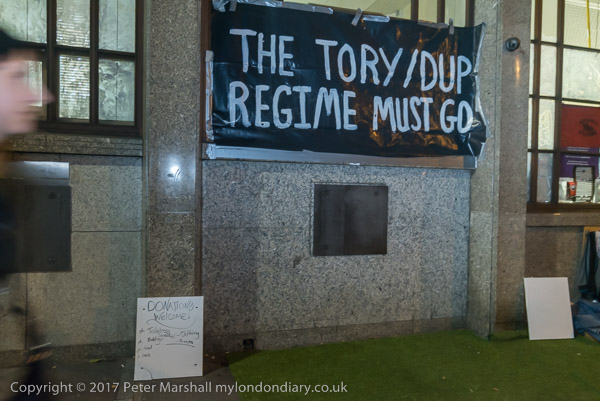 THE TORY/DUP
REGIME MUST GO
DONATIONS
WELCOME
Copyright © 2017 Peter Marshall mylondondiary.co.uk